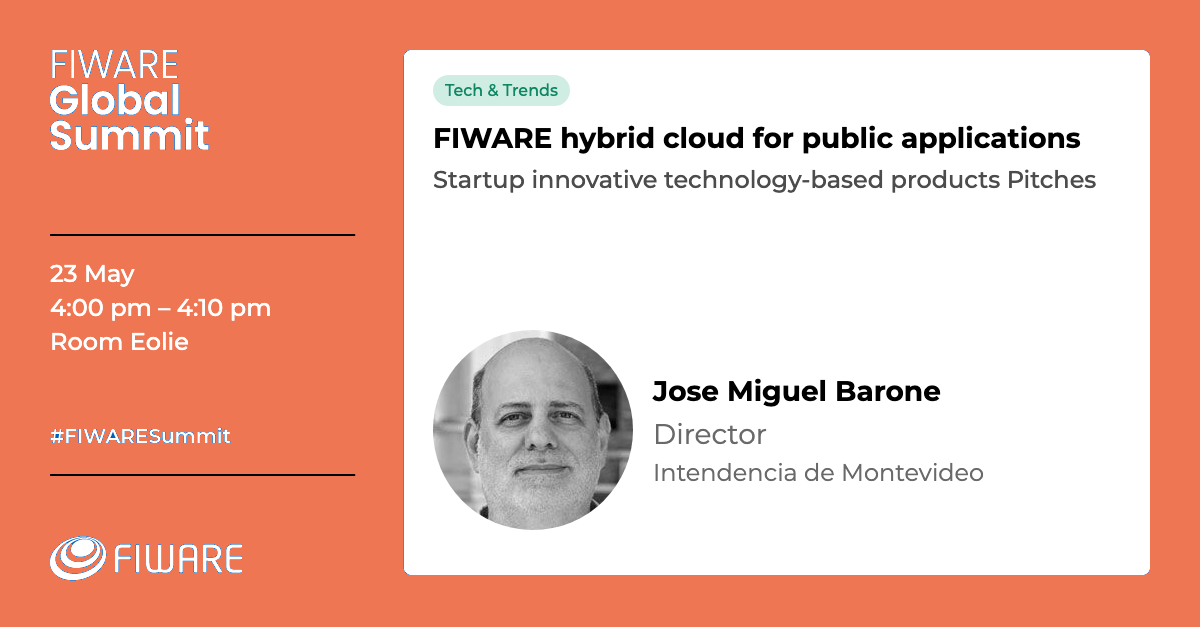 FIWARE
Global
Summit
23 May
4:00 pm – 4:10 pm
Room Eolie
#FIWARESummit
FIWARE
Tech & Trends
FIWARE hybrid cloud for public applications
Startup innovative technology-based products Pitches
Jose Miguel Barone
Director
Intendencia de Montevideo